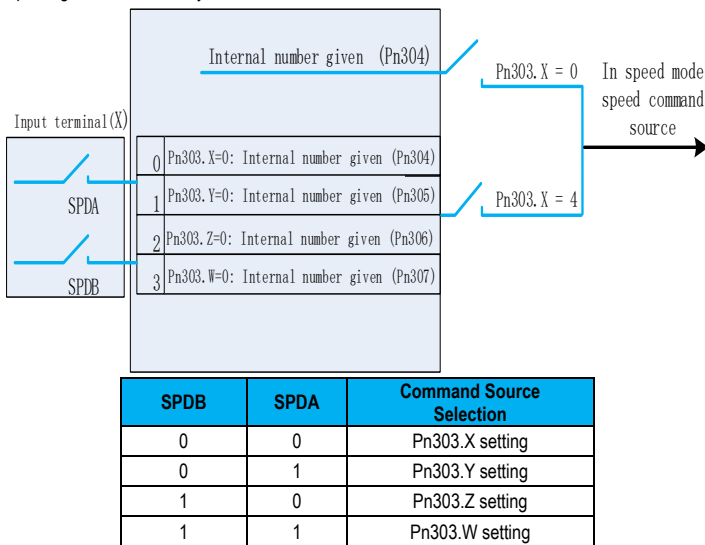 Internal number given (Pn304)
Pn303.X = 0
In speed mode
speed command
source
Input terminal(X)
SPDA
SPDB
0 Pn303.X=0: Internal number given (Pn304)
1 Pn303.Y=0: Internal number given (Pn305)
2 Pn303.Z=0: Internal number given (Pn306)
3 Pn303.W=0: Internal number given (Pn307)
Pn303.X = 4
SPDB SPDA Command Source
Selection
0 0 Pn303.X setting
0 1 Pn303.Y setting
1 0 Pn303.Z setting
1 1 Pn303.W setting